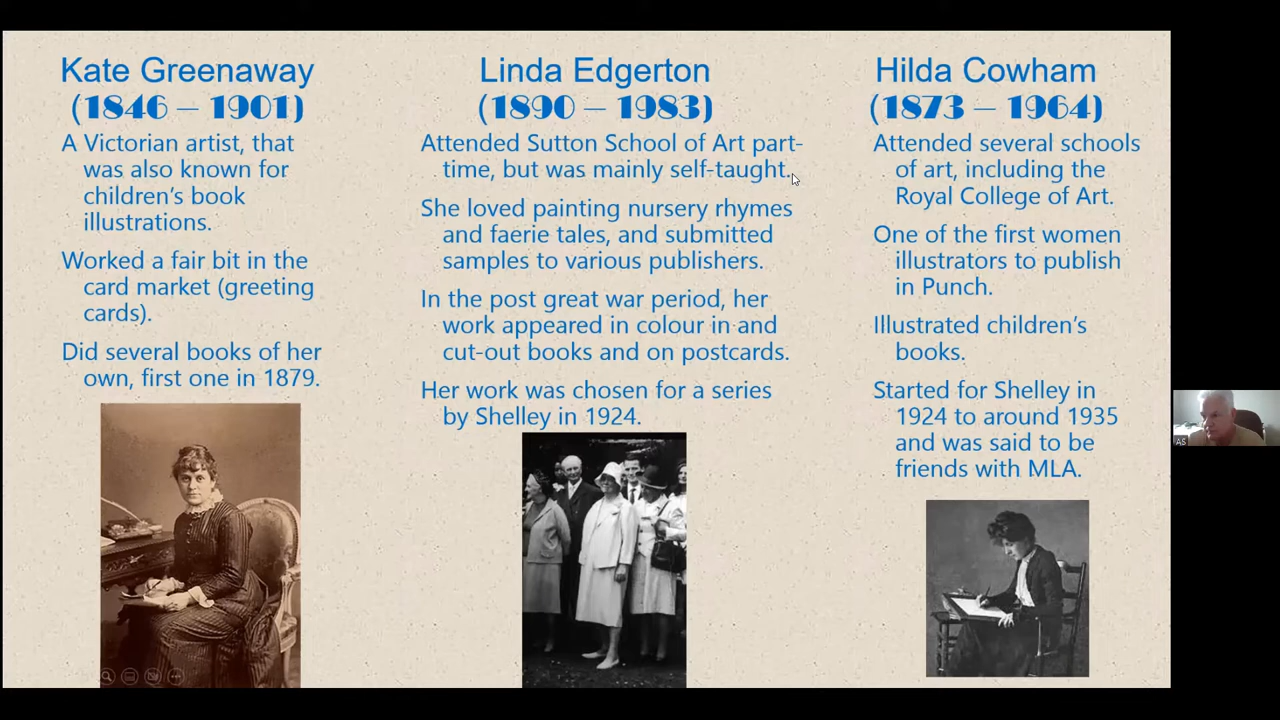 Kate Greenaway
(1846 – 1901)
A Victorian artist, that
was also known for
children's book
illustrations.
Worked a fair bit in the
card market (greeting
cards).
Did several books of her
own, first one in 1879.
Linda Edgerton
(1890 – 1983)
Attended Sutton School of Art part-
time, but was mainly self-taught.
She loved painting nursery rhymes
and faerie tales, and submitted
samples to various publishers.
In the post great war period, her
work appeared in colour in and
cut-out books and on postcards.
Her work was chosen for a series
by Shelley in 1924.
Hilda Cowham
(1873 – 1964)
Attended several schools
of art, including the
Royal College of Art.
One of the first women
illustrators to publish
in Punch.
Illustrated children's
books.
Started for Shelley in
1924 to around 1935
and was said to be
friends with MLA.
AS